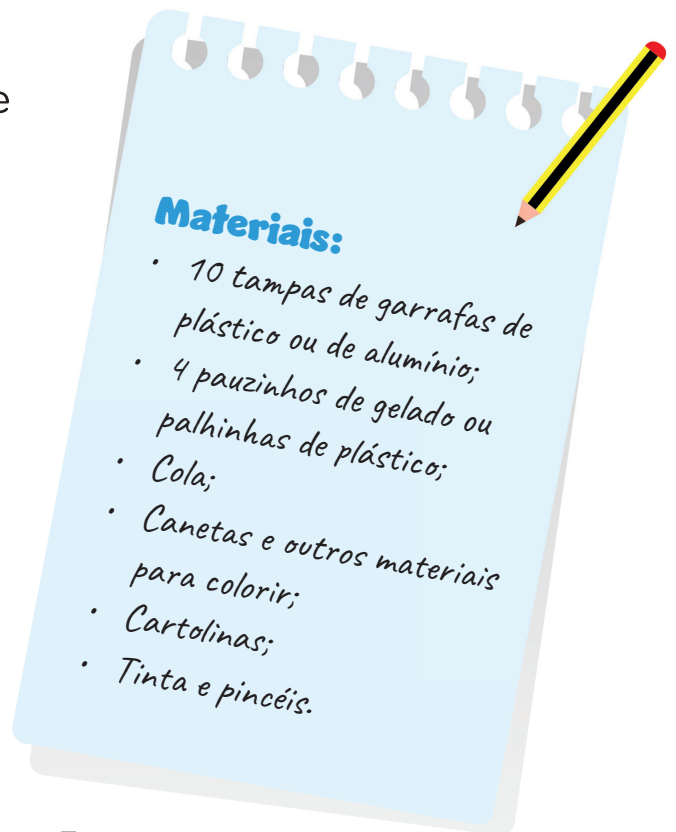 e
Materiais:
• 10 tampas de garrafas de
plástico ou de alumínio;
• 4 pauzinhos de gelado ou
palhinhas de plástico;
• Cola;
• Canetas e outros materiais
para colorir;
• Cartolinas;
• Tinta e pincéis.